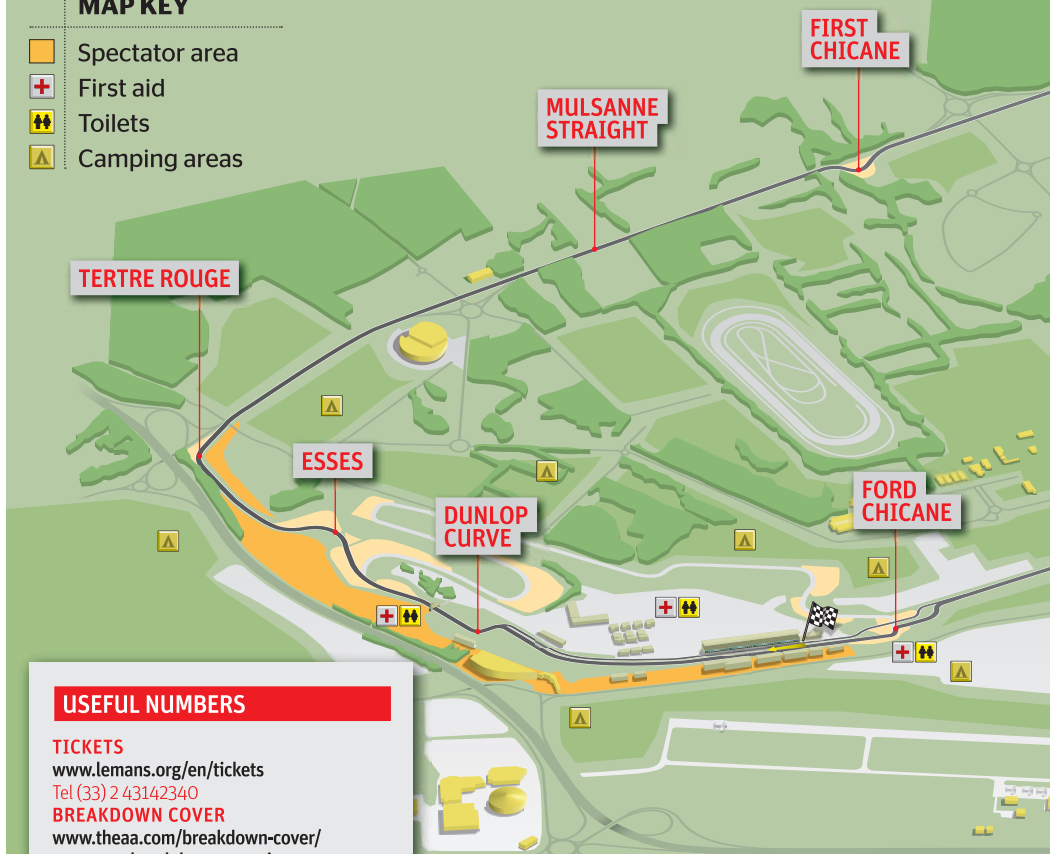 MAP KEY
Spectator area
First aid
Toilets
Camping areas
FIRST
CHICANE
MULSANNE
STRAIGHT
TERTRE ROUGE
ESSES
DUNLOP
CURVE
FORD
CHICANE
USEFUL NUMBERS
TICKETS
www.lemans.org/en/tickets
Tel (33) 2 43142340
BREAKDOWN COVER
www.theaa.com/breakdown-cover/